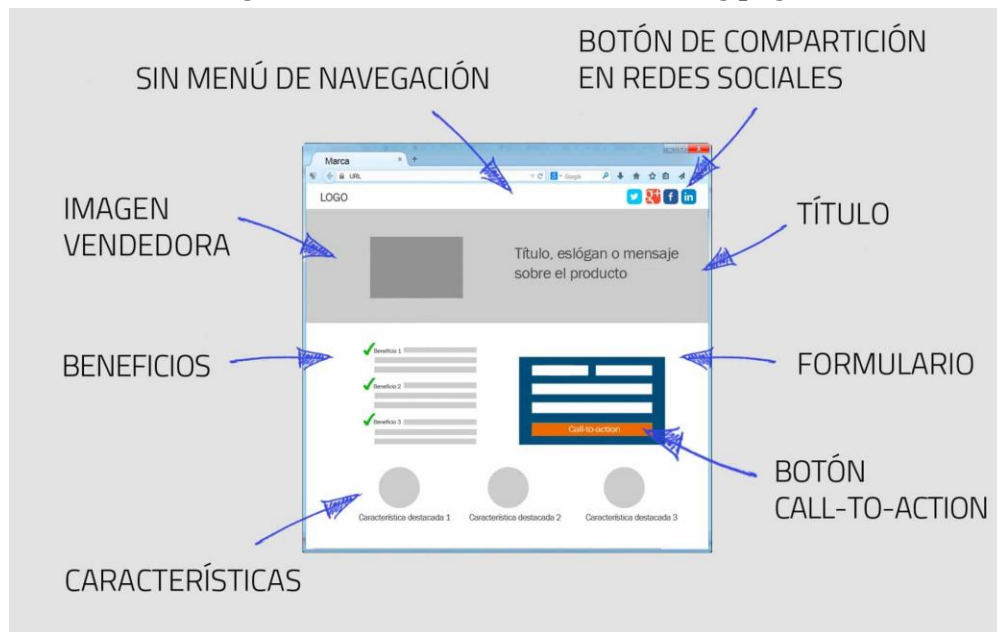 BOTÓN DE COMPARTICIÓN
EN REDES SOCIALES
SIN MENÚ DE NAVEGACIÓN
Marca
URL
Google
LOGO
IMAGEN
VENDEDORA
TÍTULO
Título, eslógan o mensaje
sobre el producto
BENEFICIOS
Beneficio 1
Beneficio 2
Beneficio 3
FORMULARIO
Call-to-action
BOTÓN
CALL-TO-ACTION
Característica destacada 1
Característica destacada 2
Característica destacada 3
CARACTERÍSTICAS